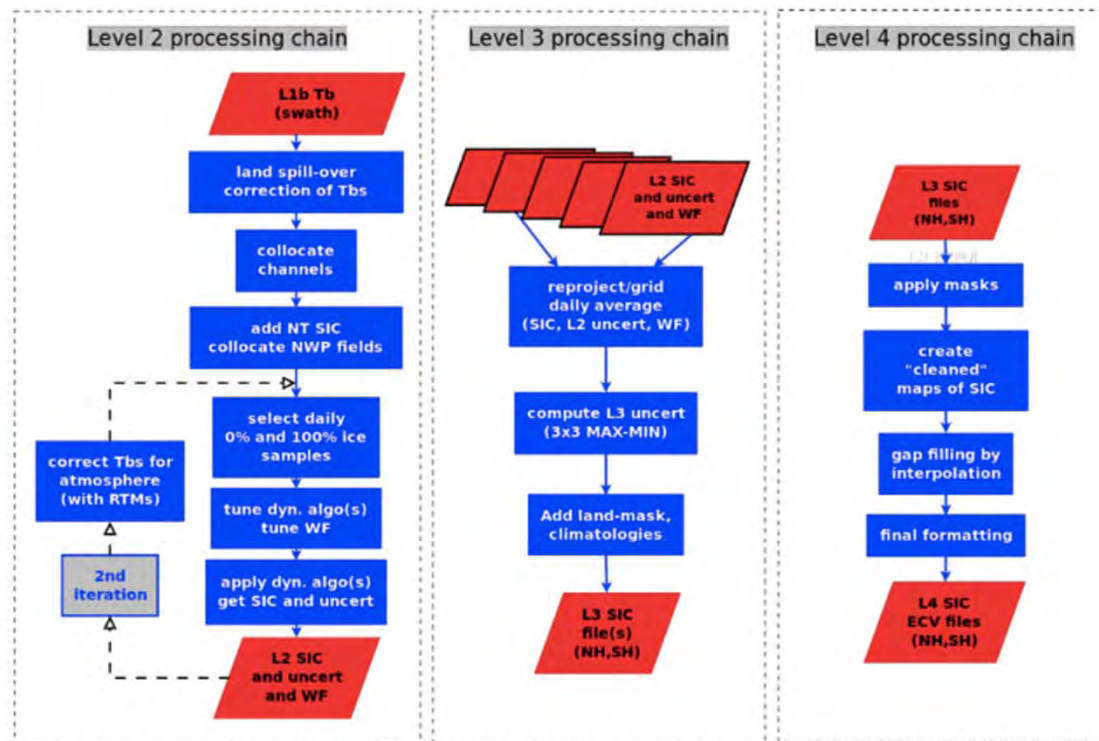 Level 2 processing chain
L1b Tb
(swath)
land spill-over
correction of Tbs
collocate
channels
add NT SIC
collocate NWP fields
select daily
0% and 100% ice
samples
correct Tbs for
atmosphere
(with RTMs)
tune dyn. algo(s)
tune WF
2nd
iteration
apply dyn. algo(s)
get SIC and uncert
L2 SIC
and uncert
and WF
Level 3 processing chain
L2 SIC
and uncert
and WF
reproject/grid
daily average
(SIC, L2 uncert, WF)
compute L3 uncert
(3x3 MAX-MIN)
Add land-mask,
climatologies
L3 SIC
file(s)
(NH,SH)
Level 4 processing chain
L3 SIC
files
(NH,SH)
apply masks
create
"cleaned"
maps of SIC
gap filling by
interpolation
final formatting
L4 SIC
ECV files
(NH,SH)